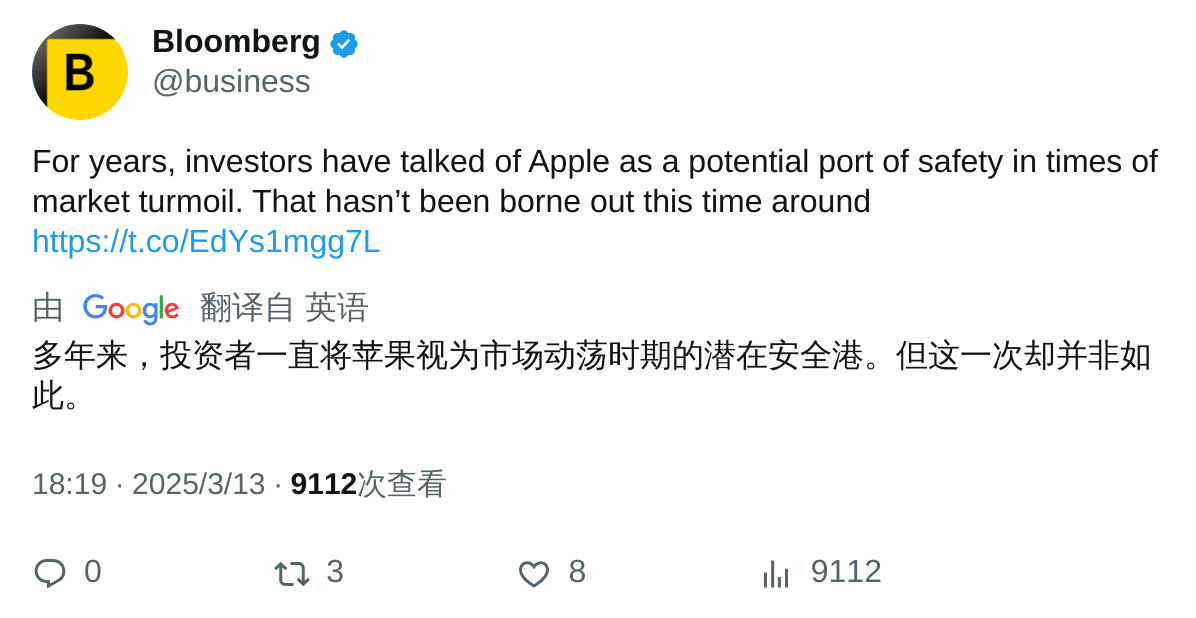 Bloomberg
@business
For years, investors have talked of Apple as a potential port of safety in times of
market turmoil. That hasn’t been borne out this time around
https://t.co/EdYs1mgg7L
由 Google 翻译自 英语
多年来，投资者一直将苹果视为市场动荡时期的潜在安全港。但这一次却并非如
此。
18:19 · 2025/3/13 · 9112次查看
0 3 8 9112